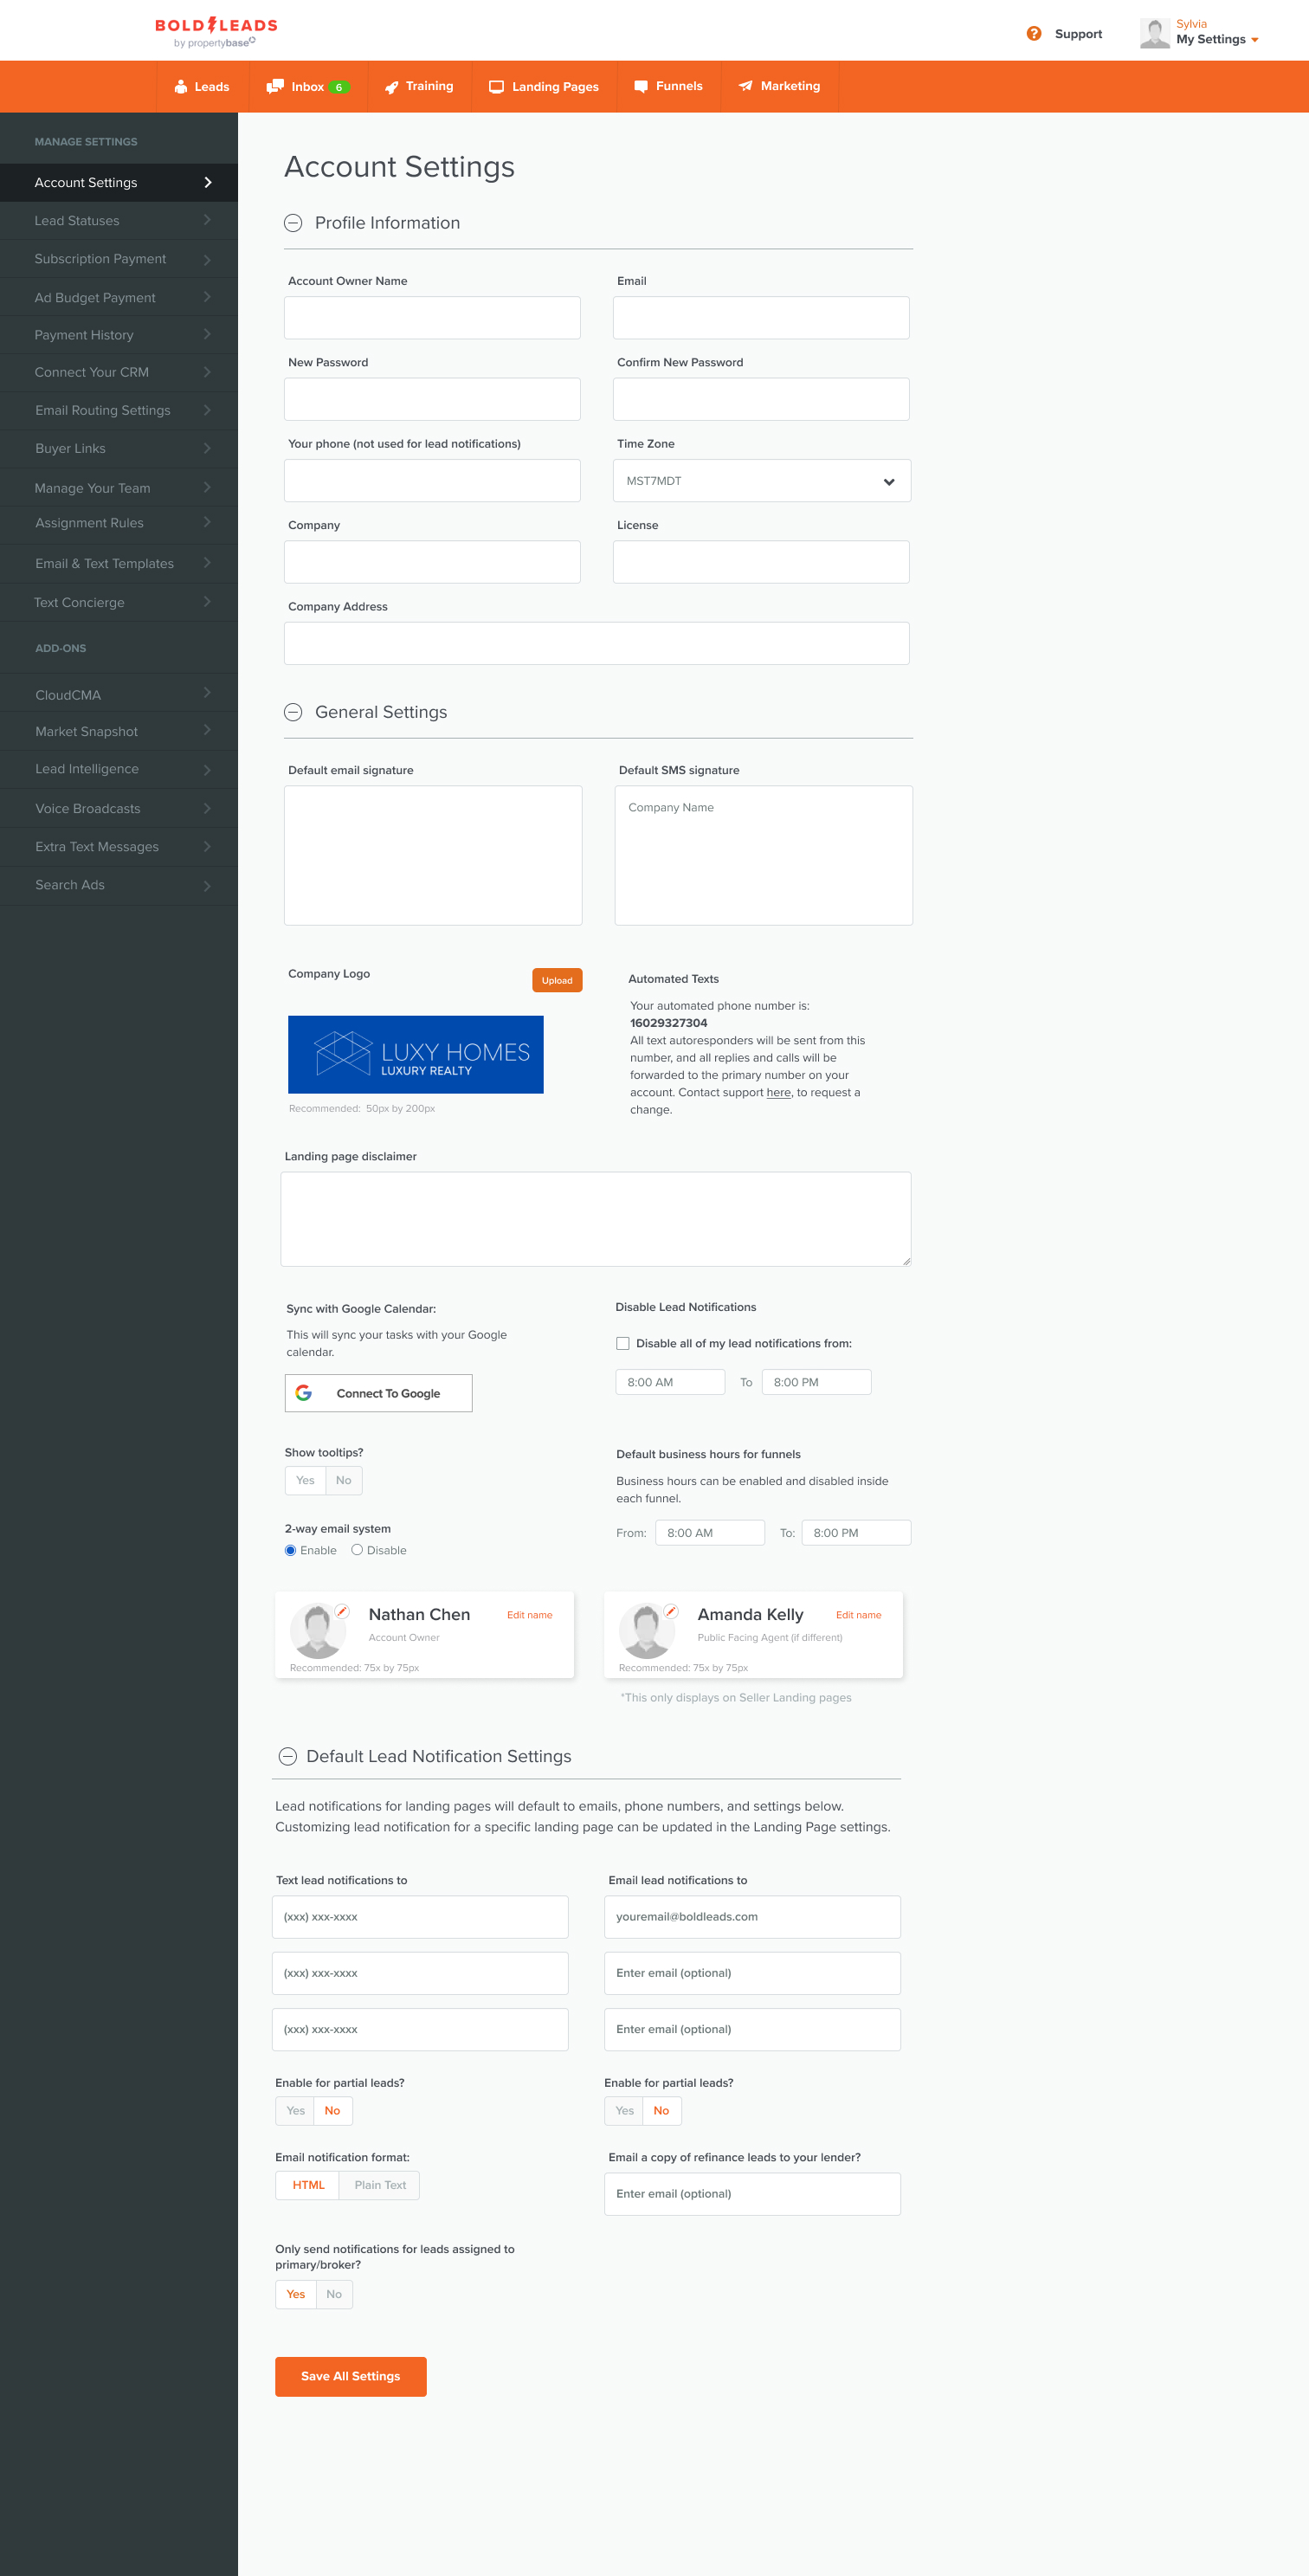 BOLD LEADS
by propertybase
Support
Sylvia
My Settings
Leads
Inbox 6
Training
Landing Pages
Funnels
Marketing
MANAGE SETTINGS
Account Settings
Lead Statuses
Subscription Payment
Ad Budget Payment
Payment History
Connect Your CRM
Email Routing Settings
Buyer Links
Manage Your Team
Assignment Rules
Email & Text Templates
Text Concierge
ADD-ONS
CloudCMA
Market Snapshot
Lead Intelligence
Voice Broadcasts
Extra Text Messages
Search Ads
Account Settings
Profile Information
Account Owner Name
Email
New Password
Confirm New Password
Your phone (not used for lead notifications)
Time Zone
MST7MDT
Company
License
Company Address
General Settings
Default email signature
Default SMS signature
Company Name
Company Logo
Upload
LUXY HOMES
LUXURY REALTY
Recommended: 50px by 200px
Automated Texts
Your automated phone number is:
16029327304
All text autoresponders will be sent from this
number, and all replies and calls will be
forwarded to the primary number on your
account. Contact support here, to request a
change.
Landing page disclaimer
Sync with Google Calendar:
This will sync your tasks with your Google
calendar.
Connect To Google
Disable Lead Notifications
Disable all of my lead notifications from:
8:00 AM To 8:00 PM
Show tooltips?
Yes No
2-way email system
Enable Disable
Default business hours for funnels
Business hours can be enabled and disabled inside
each funnel.
From: 8:00 AM To: 8:00 PM
Nathan Chen
Edit name
Account Owner
Recommended: 75x by 75px
Amanda Kelly
Edit name
Public Facing Agent (if different)
Recommended: 75x by 75px
*This only displays on Seller Landing pages
Default Lead Notification Settings
Lead notifications for landing pages will default to emails, phone numbers, and settings below.
Customizing lead notification for a specific landing page can be updated in the Landing Page settings.
Text lead notifications to
(xxx) xxx-xxxx
(xxx) xxx-xxxx
(xxx) xxx-xxxx
Email lead notifications to
youremail@boldleads.com
Enter email (optional)
Enter email (optional)
Enable for partial leads?
Yes No
Enable for partial leads?
Yes No
Email notification format:
HTML Plain Text
Email a copy of refinance leads to your lender?
Enter email (optional)
Only send notifications for leads assigned to
primary/broker?
Yes No
Save All Settings